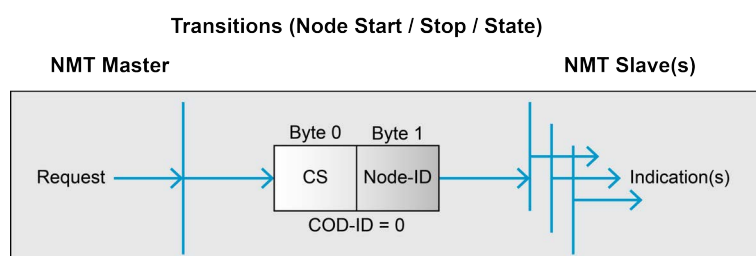 Transitions (Node Start / Stop / State)
NMT Master
NMT Slave(s)
Byte 0
Byte 1
Request
CS
Node-ID
Indication(s)
COD-ID = 0